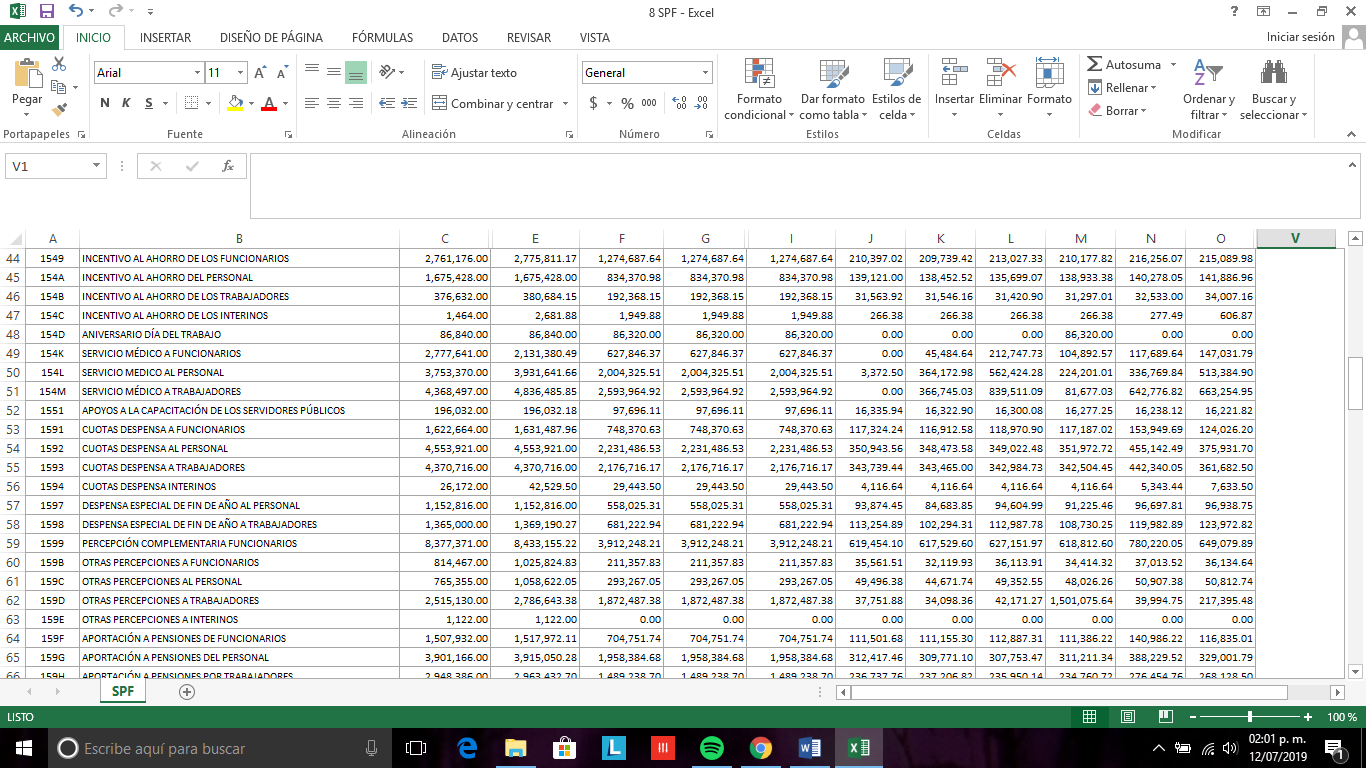 8 SPF - Excel
ARCHIVO INICIO INSERTAR DISEÑO DE PÁGINA FÓRMULAS DATOS REVISAR VISTA Iniciar sesión
Arial 11 Ajustar texto General Autosuma
Pegar N K S Combinar y centrar $ % 000 Formato condicional Dar formato como tabla Estilos de celda Insertar Eliminar Formato Rellenar Borrar Ordenar y filtrar Buscar y seleccionar
Portapapeles Fuente Alineación Número Estilos Celdas Modificar
V1 fx
A B C E F G I J K L M N O V
44 1549 INCENTIVO AL AHORRO DE LOS FUNCIONARIOS 2,761,176.00 2,775,811.17 1,274,687.64 1,274,687.64 1,274,687.64 210,397.02 209,739.42 213,027.33 210,177.82 216,256.07 215,089.98
45 154A INCENTIVO AL AHORRO DEL PERSONAL 1,675,428.00 1,675,428.00 834,370.98 834,370.98 834,370.98 139,121.00 138,452.52 135,699.07 138,933.38 140,278.05 141,886.96
46 154B INCENTIVO AL AHORRO DE LOS TRABAJADORES 376,632.00 380,684.15 192,368.15 192,368.15 192,368.15 31,563.92 31,546.16 31,420.90 31,297.01 32,533.00 34,007.16
47 154C INCENTIVO AL AHORRO DE LOS INTERINOS 1,464.00 2,681.88 1,949.88 1,949.88 1,949.88 266.38 266.38 266.38 266.38 277.49 606.87
48 154D ANIVERSARIO DÍA DEL TRABAJO 86,840.00 86,840.00 86,320.00 86,320.00 86,320.00 0.00 0.00 0.00 86,320.00 0.00 0.00
49 154K SERVICIO MÉDICO A FUNCIONARIOS 2,777,641.00 2,131,380.49 627,846.37 627,846.37 627,846.37 0.00 45,484.64 212,747.73 104,892.57 117,689.64 147,031.79
50 154L SERVICIO MEDICO AL PERSONAL 3,753,370.00 3,931,641.66 2,004,325.51 2,004,325.51 2,004,325.51 3,372.50 364,172.98 562,424.28 224,201.01 336,769.84 513,384.90
51 154M SERVICIO MÉDICO A TRABAJADORES 4,368,497.00 4,836,485.85 2,593,964.92 2,593,964.92 2,593,964.92 0.00 366,745.03 839,511.09 81,677.03 642,776.82 663,254.95
52 1551 APOYOS A LA CAPACITACIÓN DE LOS SERVIDORES PÚBLICOS 196,032.00 196,032.18 97,696.11 97,696.11 97,696.11 16,335.94 16,322.90 16,300.08 16,277.25 16,238.12 16,221.82
53 1591 CUOTAS DESPENSA A FUNCIONARIOS 1,622,664.00 1,631,487.96 748,370.63 748,370.63 748,370.63 117,324.24 116,912.58 118,970.90 117,187.02 153,949.69 124,026.20
54 1592 CUOTAS DESPENSA AL PERSONAL 4,553,921.00 4,553,921.00 2,231,486.53 2,231,486.53 2,231,486.53 350,943.56 348,473.58 349,022.48 351,972.72 455,142.49 375,931.70
55 1593 CUOTAS DESPENSA A TRABAJADORES 4,370,716.00 4,370,716.00 2,176,716.17 2,176,716.17 2,176,716.17 343,739.44 343,465.00 342,984.73 342,504.45 442,340.05 361,682.50
56 1594 CUOTAS DESPENSA INTERINOS 26,172.00 42,529.50 29,443.50 29,443.50 29,443.50 4,116.64 4,116.64 4,116.64 4,116.64 5,343.44 7,633.50
57 1597 DESPENSA ESPECIAL DE FIN DE AÑO AL PERSONAL 1,152,816.00 1,152,816.00 558,025.31 558,025.31 558,025.31 93,874.45 84,683.85 94,604.99 91,225.46 96,697.81 96,938.75
58 1598 DESPENSA ESPECIAL DE FIN DE AÑO A TRABAJADORES 1,365,000.00 1,369,190.27 681,222.94 681,222.94 681,222.94 113,254.89 102,294.31 112,987.78 108,730.25 119,982.89 123,972.82
59 1599 PERCEPCIÓN COMPLEMENTARIA FUNCIONARIOS 8,377,371.00 8,433,155.22 3,912,248.21 3,912,248.21 3,912,248.21 619,454.10 617,529.60 627,151.97 618,812.60 780,220.05 649,079.89
60 159B OTRAS PERCEPCIONES A FUNCIONARIOS 814,467.00 1,025,824.83 211,357.83 211,357.83 211,357.83 35,561.51 32,119.93 36,113.91 34,414.32 37,013.52 36,134.64
61 159C OTRAS PERCEPCIONES AL PERSONAL 765,355.00 1,058,622.05 293,267.05 293,267.05 293,267.05 49,496.38 44,671.74 49,352.55 48,026.26 50,907.38 50,812.74
62 159D OTRAS PERCEPCIONES A TRABAJADORES 2,515,130.00 2,786,643.38 1,872,487.38 1,872,487.38 1,872,487.38 37,751.88 34,098.36 42,171.27 1,501,075.64 39,994.75 217,395.48
63 159E OTRAS PERCEPCIONES A INTERINOS 1,122.00 1,122.00 0.00 0.00 0.00 0.00 0.00 0.00 0.00 0.00 0.00
64 159F APORTACIÓN A PENSIONES DE FUNCIONARIOS 1,507,932.00 1,517,972.11 704,751.74 704,751.74 704,751.74 111,501.68 111,155.30 112,887.31 111,386.22 140,986.22 116,835.01
65 159G APORTACIÓN A PENSIONES DEL PERSONAL 3,901,166.00 3,915,050.28 1,958,384.68 1,958,384.68 1,958,384.68 312,417.46 309,771.10 307,753.47 311,211.34 388,229.52 329,001.79
66 159H APORTACIÓN A PENSIONES POR TRABAJADORES 2,948,386.00 2,963,432.70 1,489,238.70 1,489,238.70 1,489,238.70 236,737.76 237,206.82 235,950.14 234,760.72 276,454.76 268,128.50
SPF
LISTO 100 %
Escribe aquí para buscar 02:01 p. m.
12/07/2019